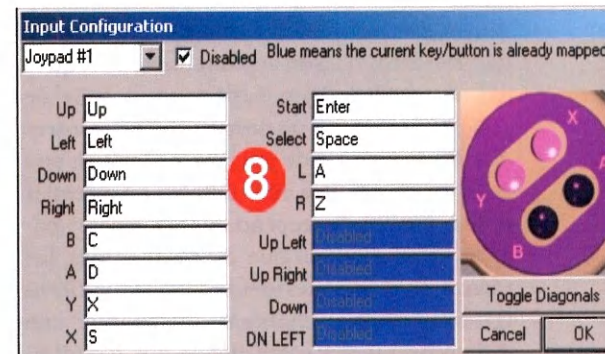 Input Configuration
Joypad #1 Disabled Blue means the current key/button is already mapped
Up Up
Left Left
Down Down
Right Right
B C
A D
Y X
X S
Start Enter
Select Space
8
L A
R Z
Up Left Disabled
Up Right Disabled
Down Disabled
DN LEFT Disabled
X
A
Y
B
Toggle Diagonals
Cancel OK